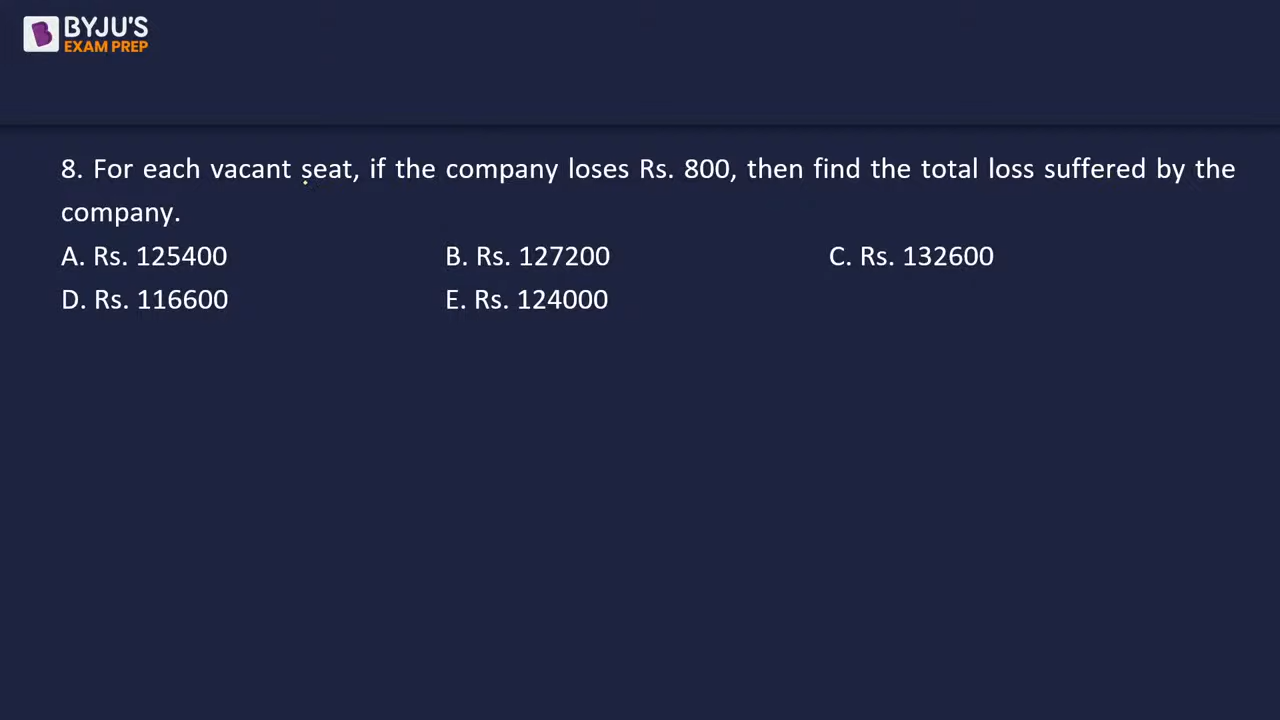 BYJU'S
EXAM PREP
8. For each vacant seat, if the company loses Rs. 800, then find the total loss suffered by the
company.
A. Rs. 125400 B. Rs. 127200 C. Rs. 132600
D. Rs. 116600 E. Rs. 124000